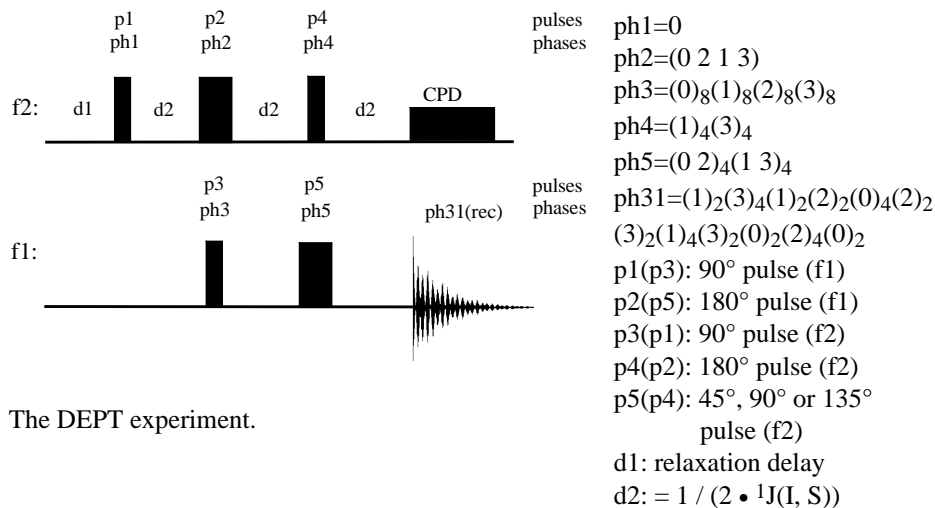 p1 p2 p4 pulses
ph1 ph2 ph4 phases
f2: d1 d2 d2 d2 CPD
p3 p5 pulses
ph3 ph5 ph31(rec) phases
f1:
The DEPT experiment.
ph1=0
ph2=(0 2 1 3)
ph3=(0)8(1)8(2)8(3)8
ph4=(1)4(3)4
ph5=(0 2)4(1 3)4
ph31=(1)2(3)4(1)2(2)2(0)4(2)2
(3)2(1)4(3)2(0)2(2)4(0)2
p1(p3): 90° pulse (f1)
p2(p5): 180° pulse (f1)
p3(p1): 90° pulse (f2)
p4(p2): 180° pulse (f2)
p5(p4): 45°, 90° or 135°
pulse (f2)
d1: relaxation delay
d2: = 1 / (2 • 1J(I, S))